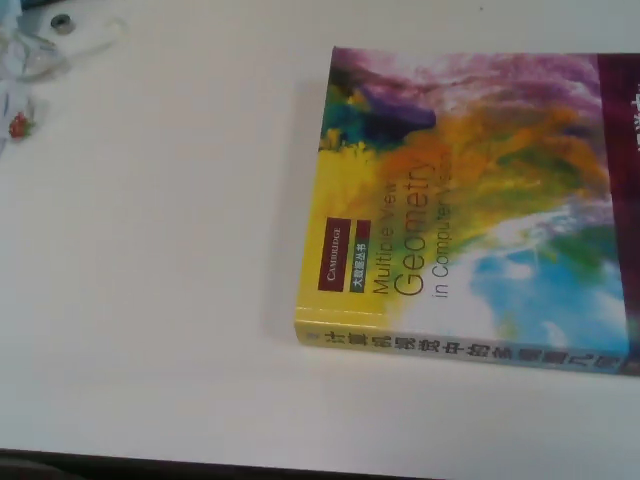 CAMBRIDGE
大数据丛书
Multiple View
Geometry
in Computer Vision
计算机视觉中的多视图几何